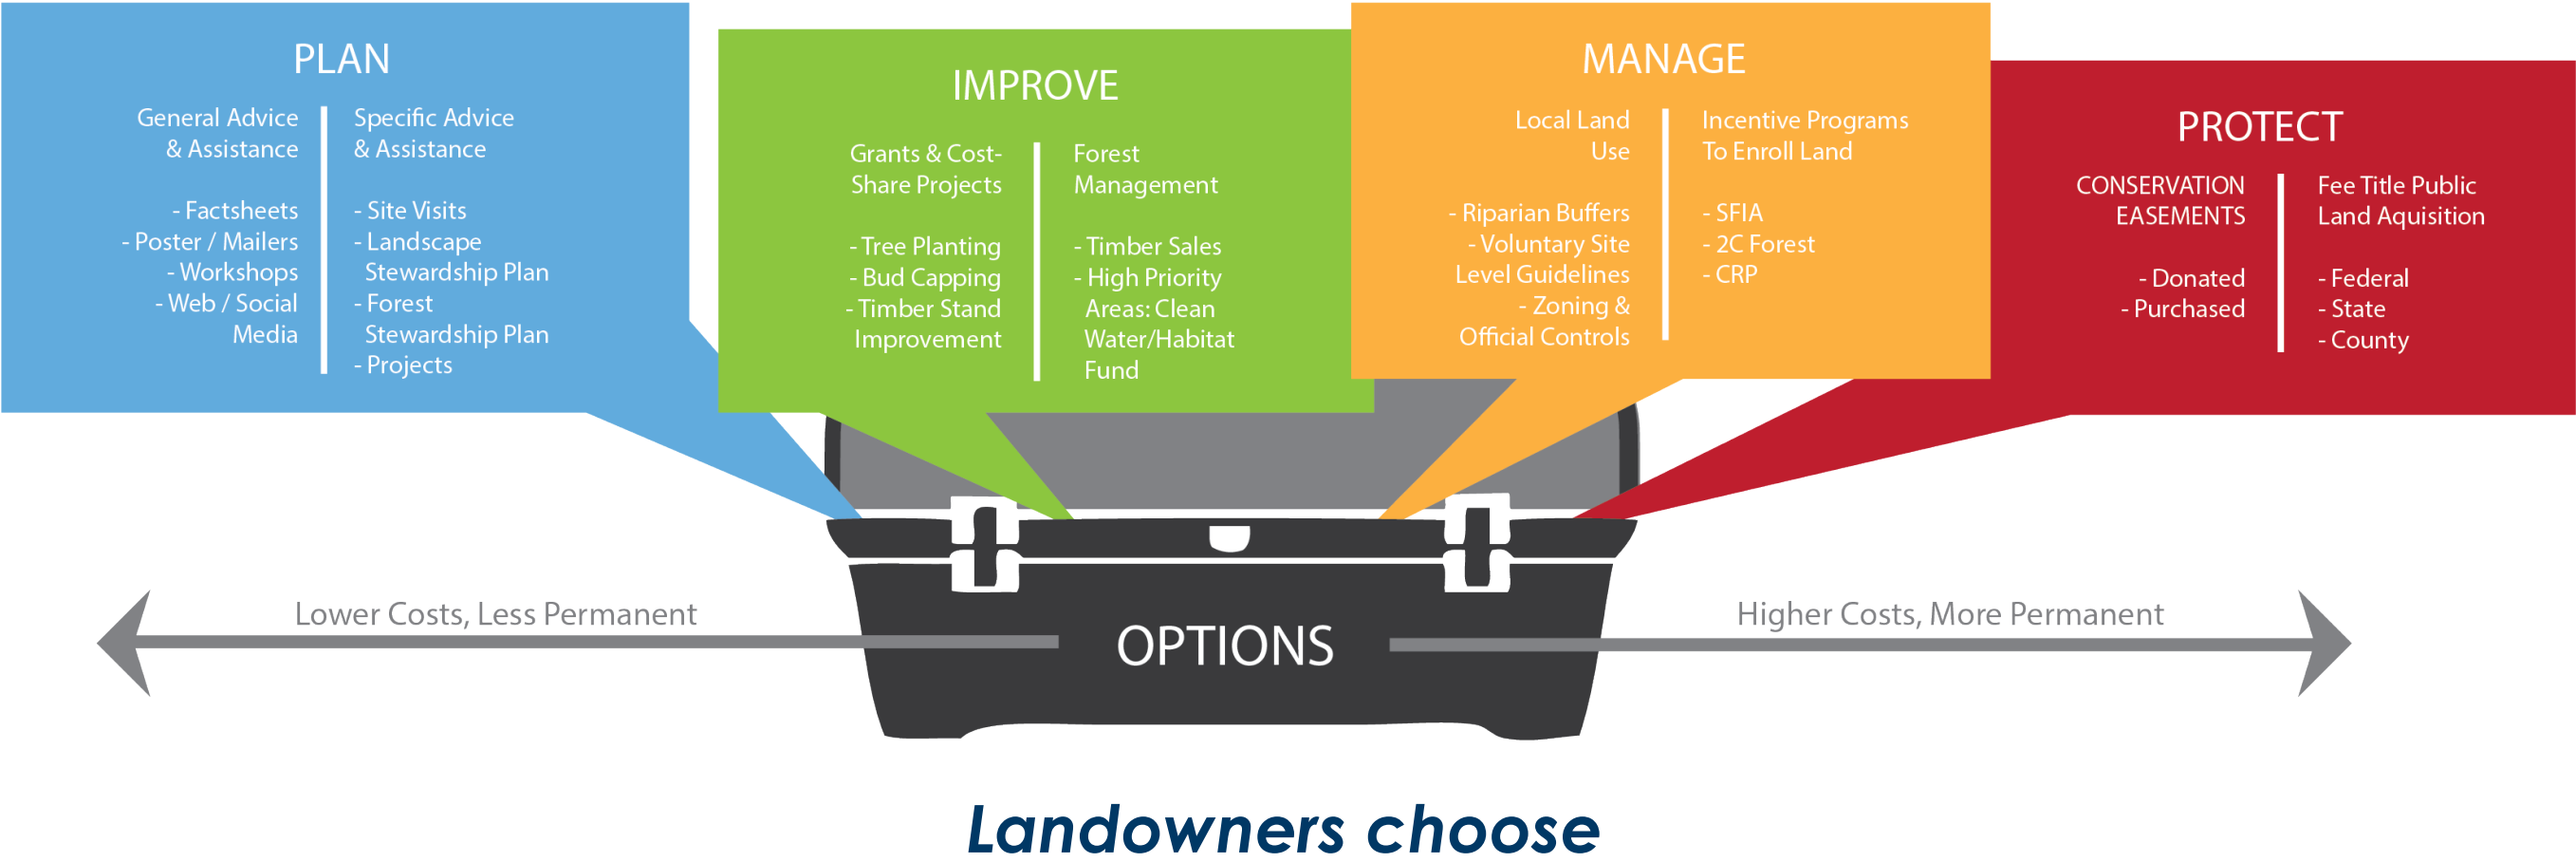 PLAN
General Advice
& Assistance
- Factsheets
- Poster / Mailers
- Workshops
- Web / Social
Media
Specific Advice
& Assistance
- Site Visits
- Landscape
Stewardship Plan
- Forest
Stewardship Plan
- Projects
IMPROVE
Grants & Cost-
Share Projects
- Tree Planting
- Bud Capping
- Timber Stand
Improvement
Forest
Management
- Timber Sales
- High Priority
Areas: Clean
Water/Habitat
Fund
MANAGE
Local Land
Use
- Riparian Buffers
- Voluntary Site
Level Guidelines
- Zoning &
Official Controls
Incentive Programs
To Enroll Land
- SFIA
- 2C Forest
- CRP
PROTECT
CONSERVATION
EASEMENTS
- Donated
- Purchased
Fee Title Public
Land Aquisition
- Federal
- State
- County
Lower Costs, Less Permanent
OPTIONS
Higher Costs, More Permanent
Landowners choose